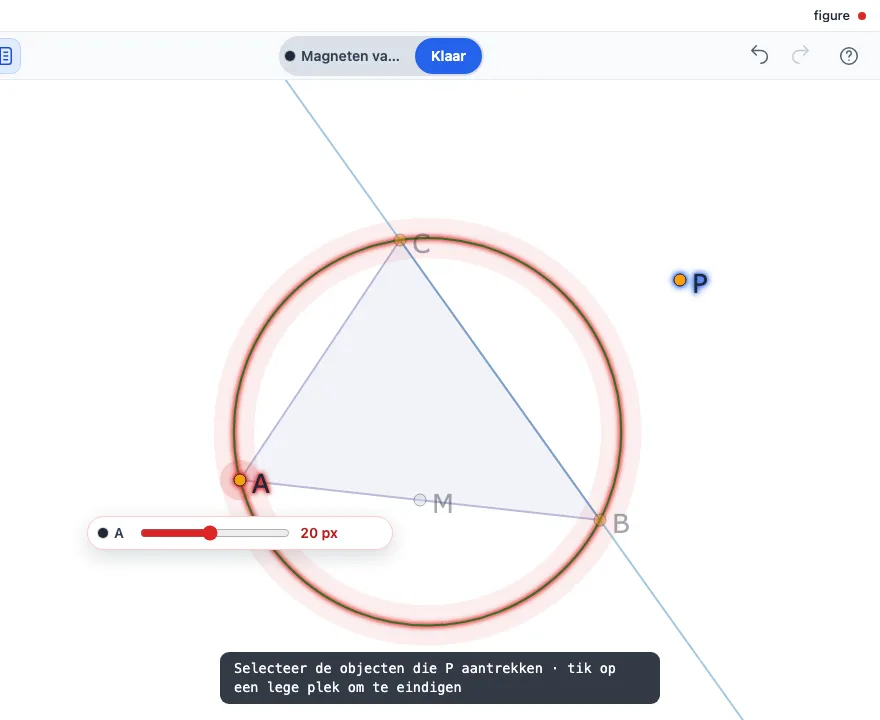 figure
Magneten va...
Klaar
C
P
A
M
B
A
20 px
Selecteer de objecten die P aantrekken · tik op
een lege plek om te eindigen